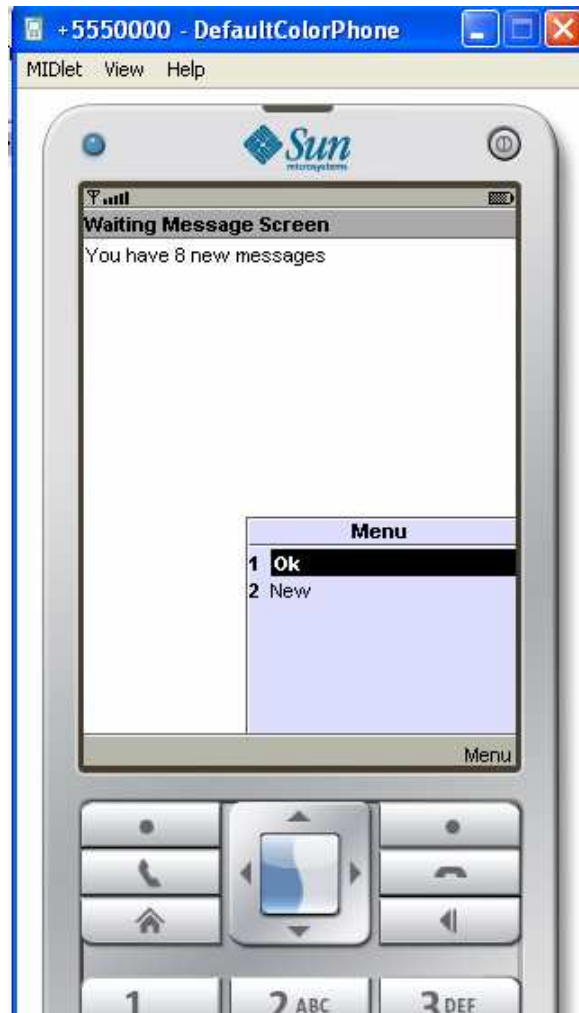 +5550000 - DefaultColorPhone
MIDlet View Help
Sun
microsystems
Waiting Message Screen
You have 8 new messages
Menu
1 Ok
2 New
Menu
1
2 ABC
3 DEF